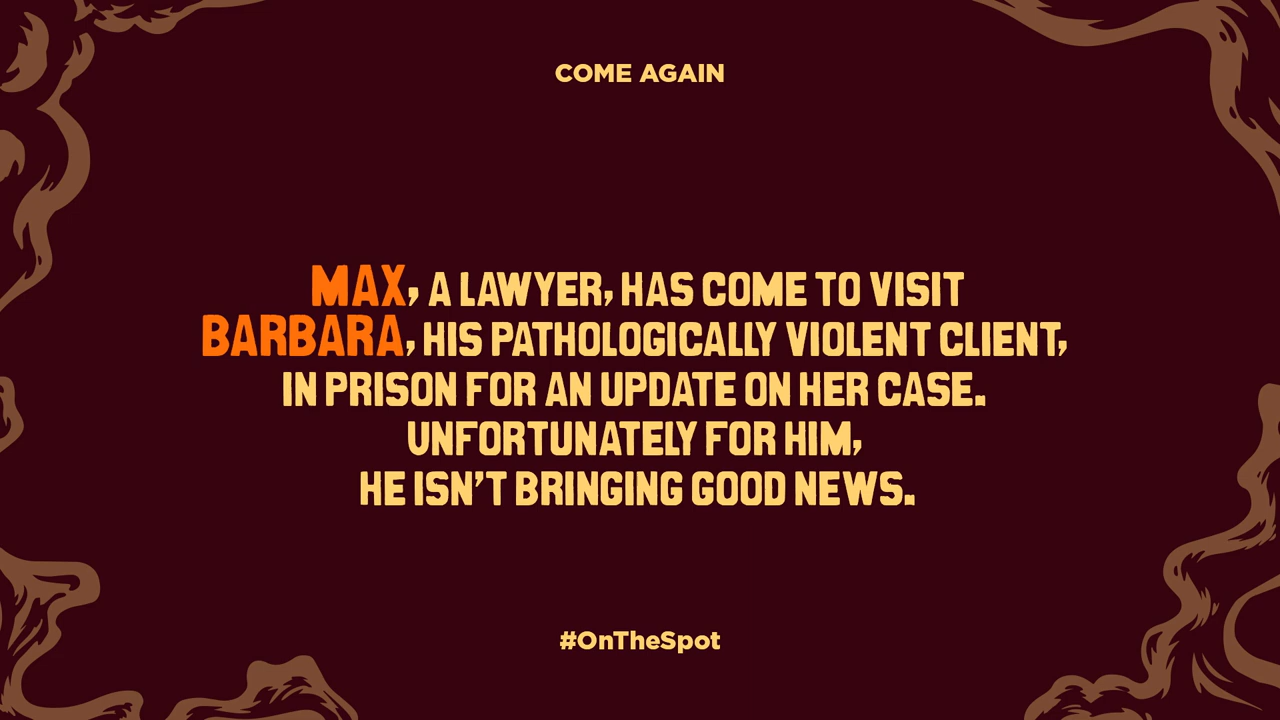 COME AGAIN
MAX, A LAWYER, HAS COME TO VISIT
BARBARA, HIS PATHOLOGICALLY VIOLENT CLIENT,
IN PRISON FOR AN UPDATE ON HER CASE.
UNFORTUNATELY FOR HIM,
HE ISN'T BRINGING GOOD NEWS.
#OnTheSpot